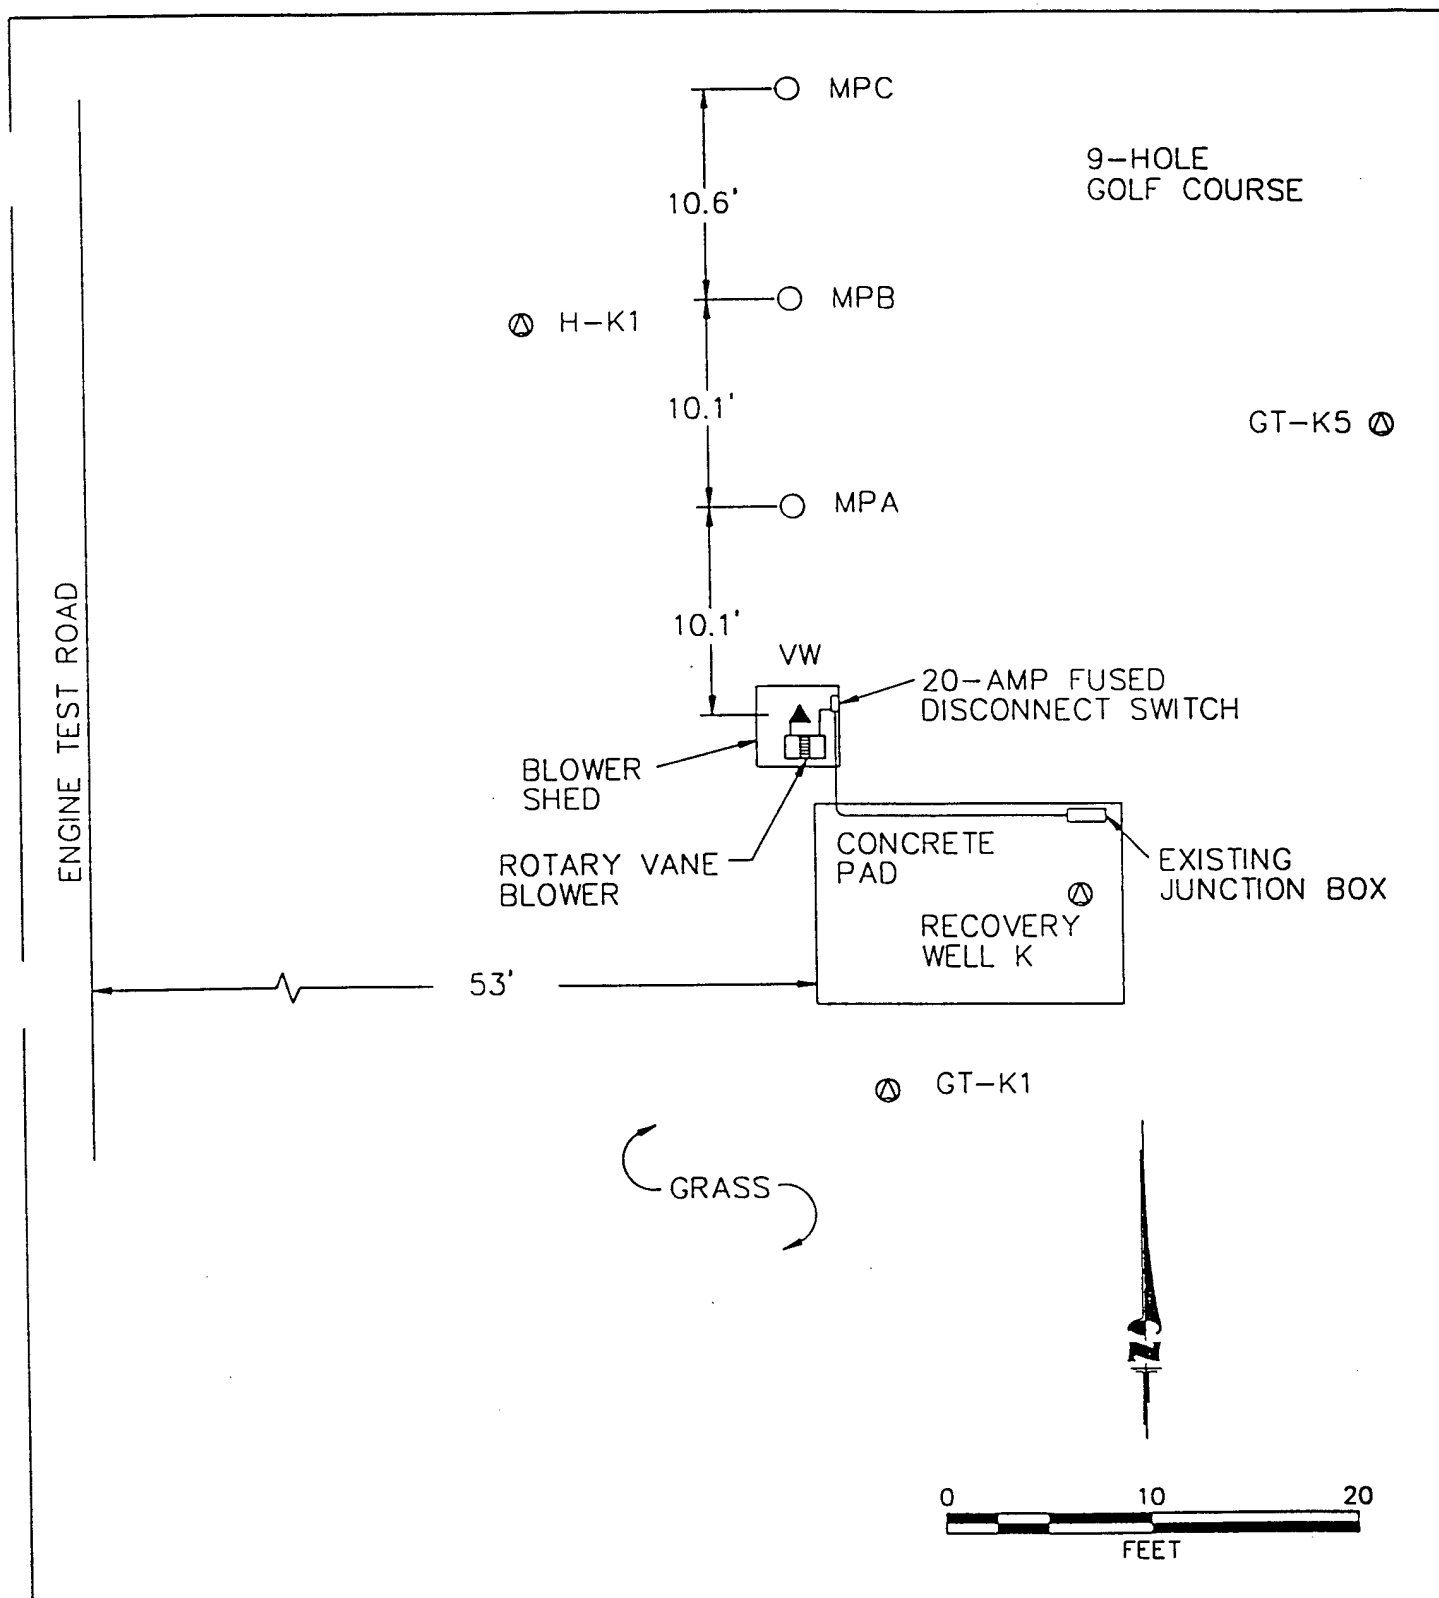 MPC
9-HOLE
GOLF COURSE
10.6'
MPB
H-K1
10.1'
GT-K5
MPA
10.1'
VW
20-AMP FUSED
DISCONNECT SWITCH
ENGINE TEST ROAD
BLOWER
SHED
CONCRETE
PAD
ROTARY VANE
BLOWER
EXISTING
JUNCTION BOX
RECOVERY
WELL K
53'
GT-K1
GRASS
N
0 10 20
FEET